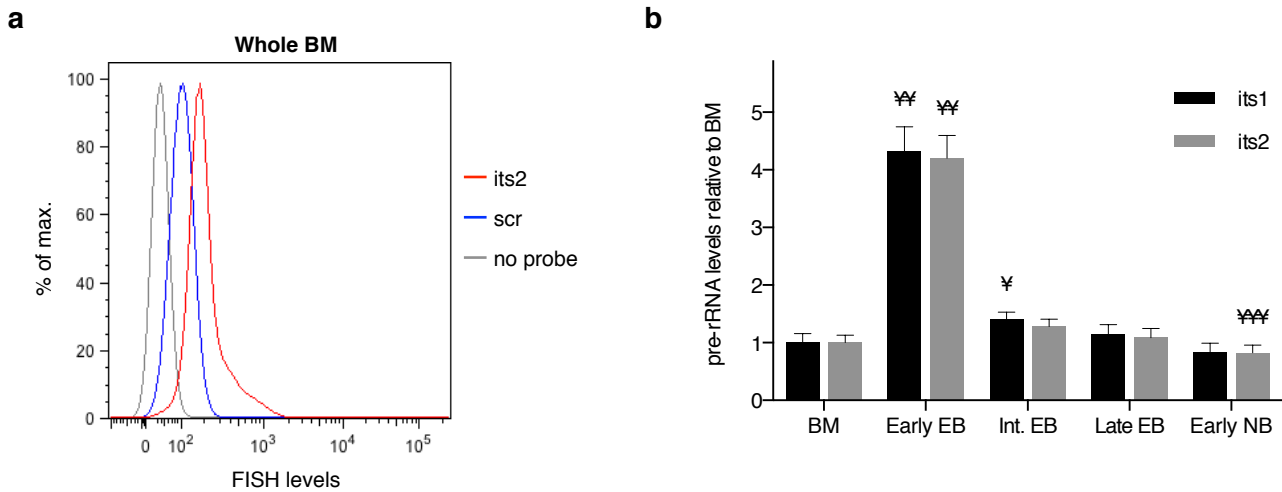 a
Whole BM
% of max.
100
80
60
40
20
0
0 10² 10³ 10⁴ 10⁵
FISH levels
its2
scr
no probe
b
pre-rRNA levels relative to BM
5
4
3
2
1
0
¥¥ ¥¥
¥
¥¥¥
BM Early EB Int. EB Late EB Early NB
its1
its2